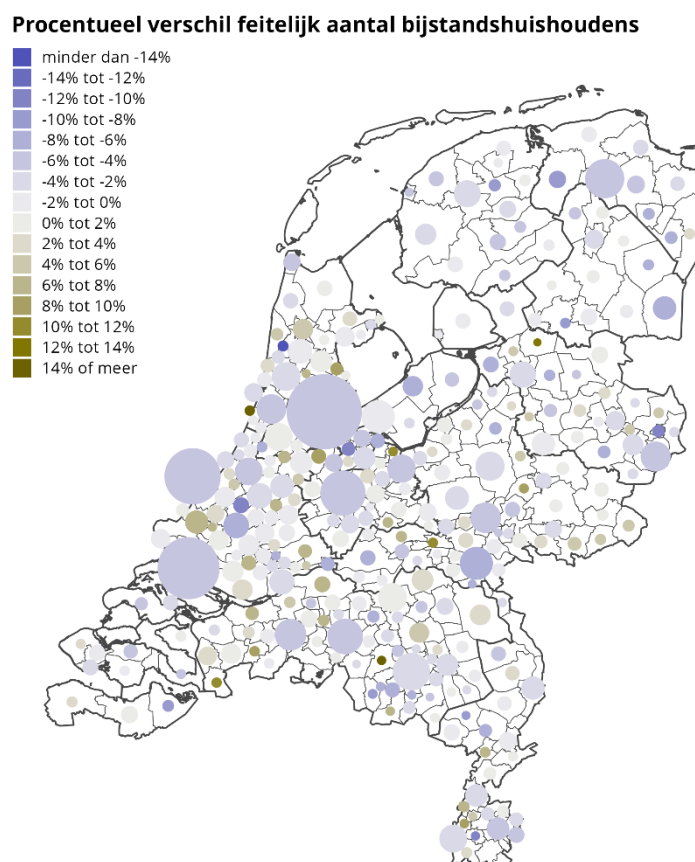 Procentueel verschil feitelijk aantal bijstandshuishoudens
minder dan -14%
-14% tot -12%
-12% tot -10%
-10% tot -8%
-8% tot -6%
-6% tot -4%
-4% tot -2%
-2% tot 0%
0% tot 2%
2% tot 4%
4% tot 6%
6% tot 8%
8% tot 10%
10% tot 12%
12% tot 14%
14% of meer